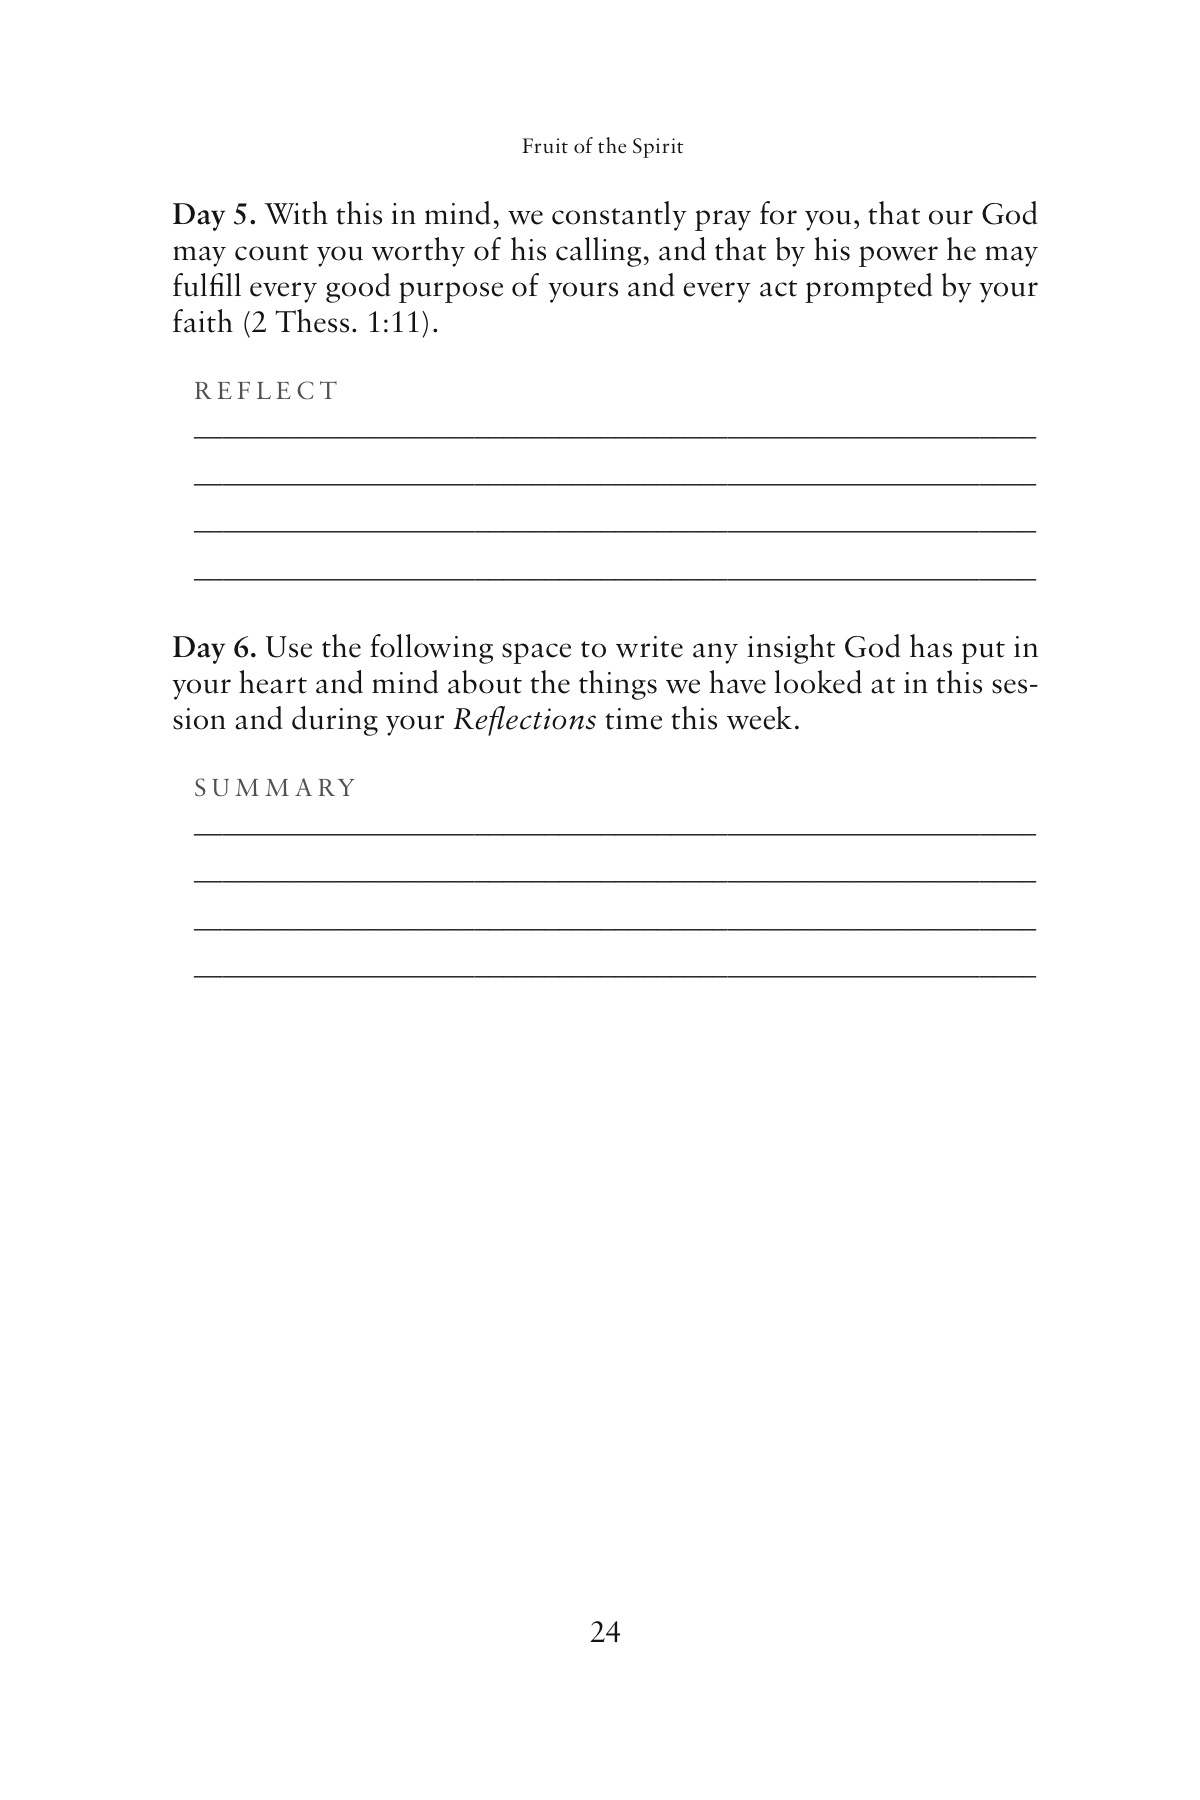 Fruit of the Spirit
Day 5. With this in mind, we constantly pray for you, that our God
may count you worthy of his calling, and that by his power he may
fulfill every good purpose of yours and every act prompted by your
faith (2 Thess. 1:11).
REFLECT
Day 6. Use the following space to write any insight God has put in
your heart and mind about the things we have looked at in this ses-
sion and during your Reflections time this week.
SUMMARY
24